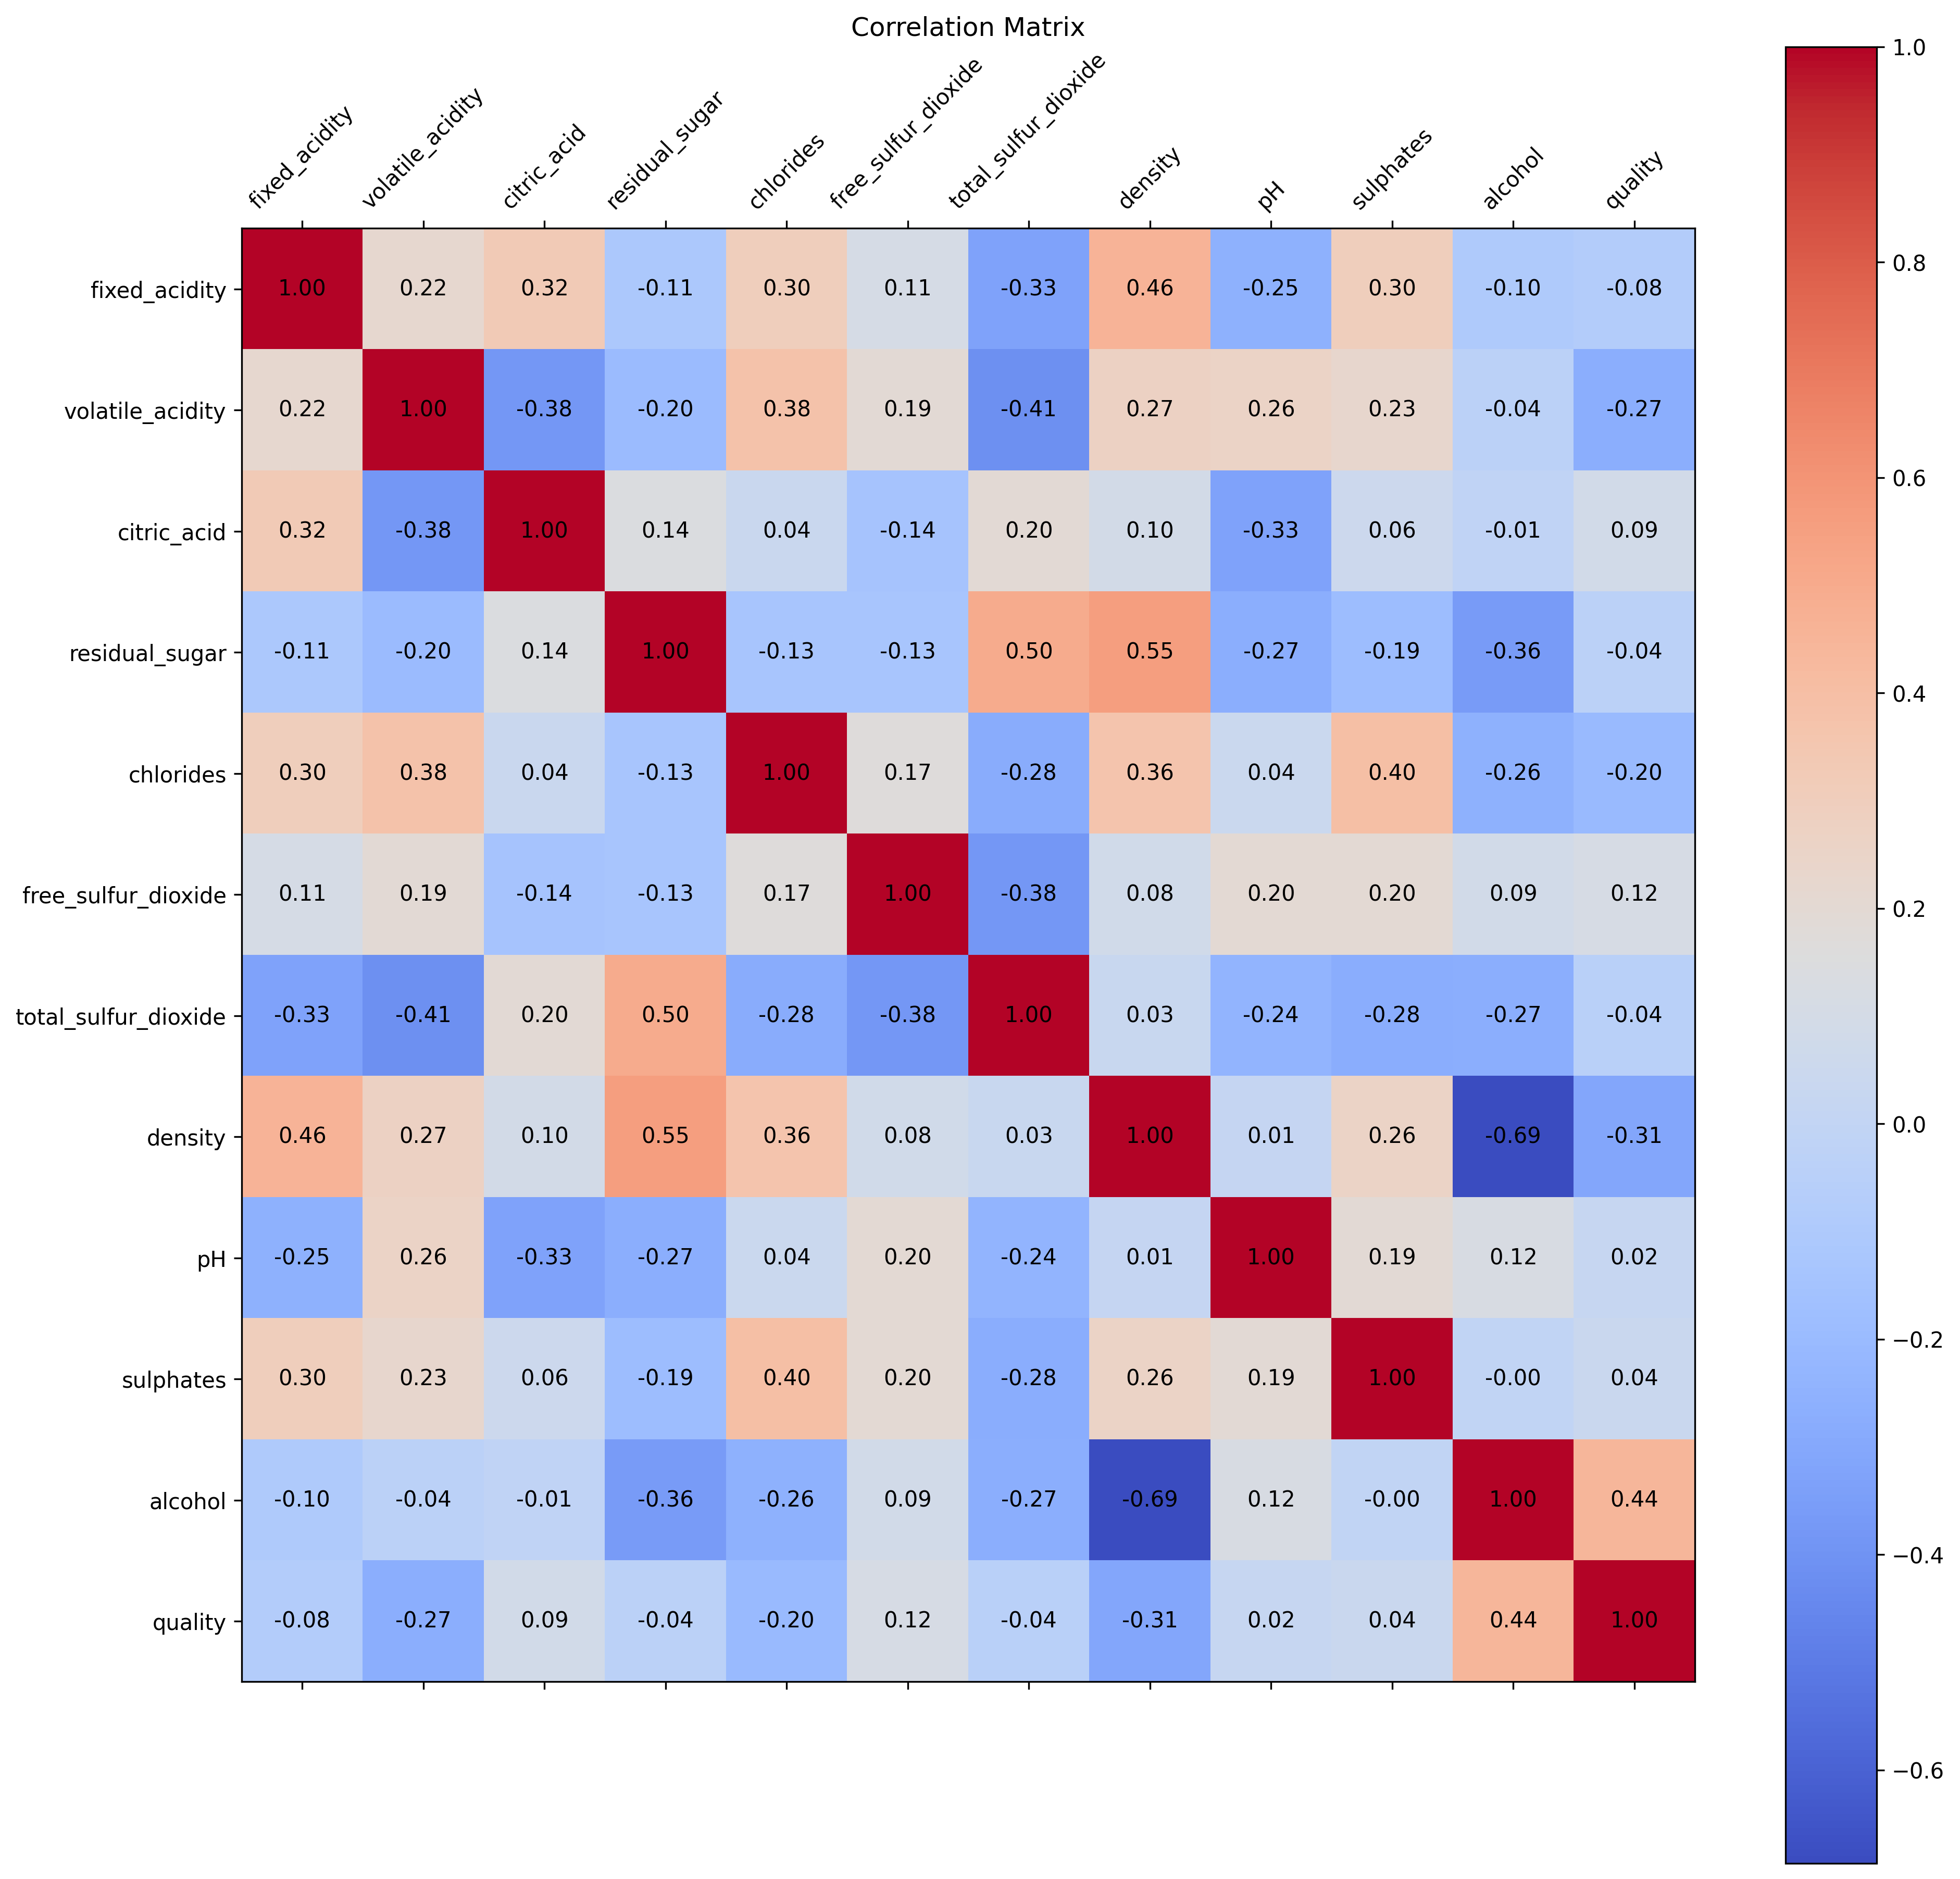 Correlation Matrix
fixed_acidity volatile_acidity citric_acid residual_sugar chlorides free_sulfur_dioxide total_sulfur_dioxide density pH sulphates alcohol quality
fixed_acidity 1.00 0.22 0.32 -0.11 0.30 0.11 -0.33 0.46 -0.25 0.30 -0.10 -0.08
volatile_acidity 0.22 1.00 -0.38 -0.20 0.38 0.19 -0.41 0.27 0.26 0.23 -0.04 -0.27
citric_acid 0.32 -0.38 1.00 0.14 0.04 -0.14 0.20 0.10 -0.33 0.06 -0.01 0.09
residual_sugar -0.11 -0.20 0.14 1.00 -0.13 -0.13 0.50 0.55 -0.27 -0.19 -0.36 -0.04
chlorides 0.30 0.38 0.04 -0.13 1.00 0.17 -0.28 0.36 0.04 0.40 -0.26 -0.20
free_sulfur_dioxide 0.11 0.19 -0.14 -0.13 0.17 1.00 -0.38 0.08 0.20 0.20 0.09 0.12
total_sulfur_dioxide -0.33 -0.41 0.20 0.50 -0.28 -0.38 1.00 0.03 -0.24 -0.28 -0.27 -0.04
density 0.46 0.27 0.10 0.55 0.36 0.08 0.03 1.00 0.01 0.26 -0.69 -0.31
pH -0.25 0.26 -0.33 -0.27 0.04 0.20 -0.24 0.01 1.00 0.19 0.12 0.02
sulphates 0.30 0.23 0.06 -0.19 0.40 0.20 -0.28 0.26 0.19 1.00 -0.00 0.04
alcohol -0.10 -0.04 -0.01 -0.36 -0.26 0.09 -0.27 -0.69 0.12 -0.00 1.00 0.44
quality -0.08 -0.27 0.09 -0.04 -0.20 0.12 -0.04 -0.31 0.02 0.04 0.44 1.00
1.0
0.8
0.6
0.4
0.2
0.0
−0.2
−0.4
−0.6